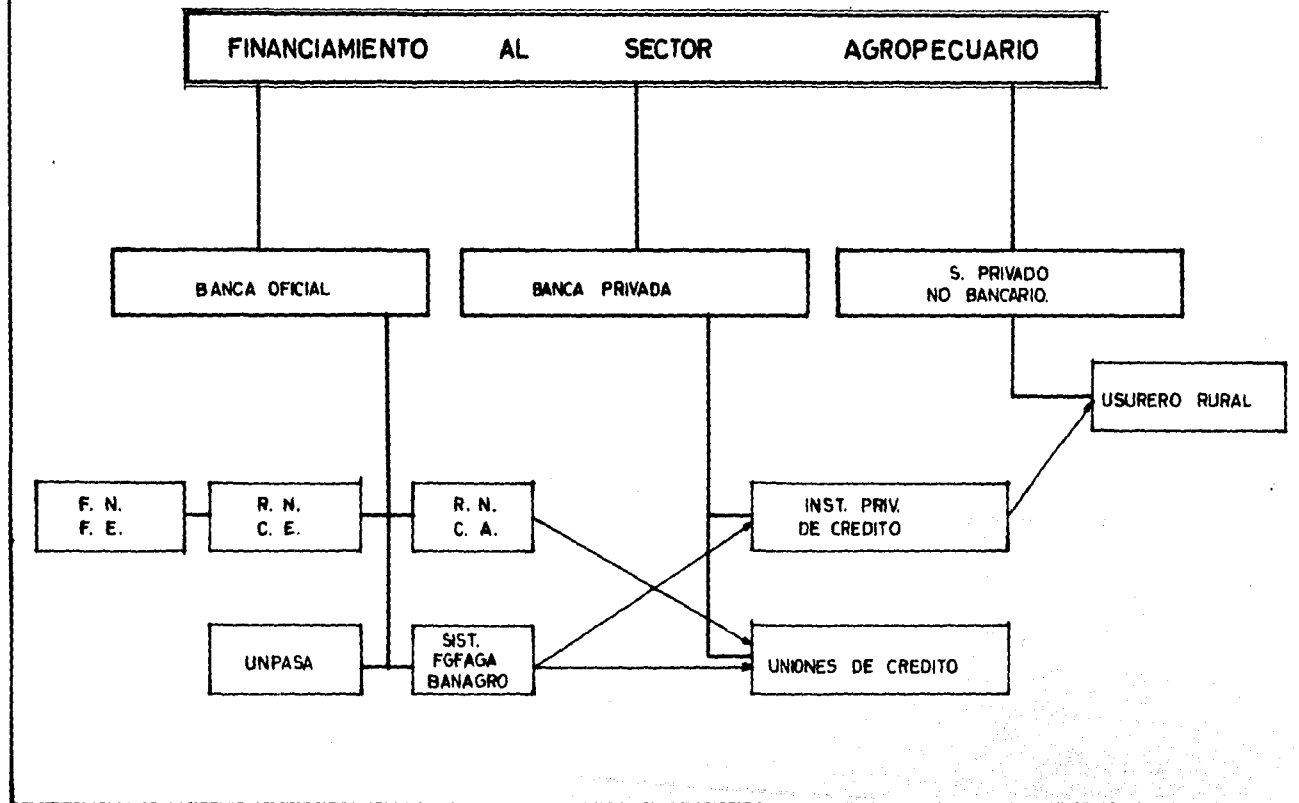 FINANCIAMIENTO AL SECTOR AGROPECUARIO
BANCA OFICIAL
BANCA PRIVADA
S. PRIVADO
NO BANCARIO.
USURERO RURAL
F. N.
F. E.
R. N.
C. E.
R. N.
C. A.
INST. PRIV.
DE CREDITO
UNPASA
SIST.
FGFAGA
BANAGRO
UNIONES DE CREDITO